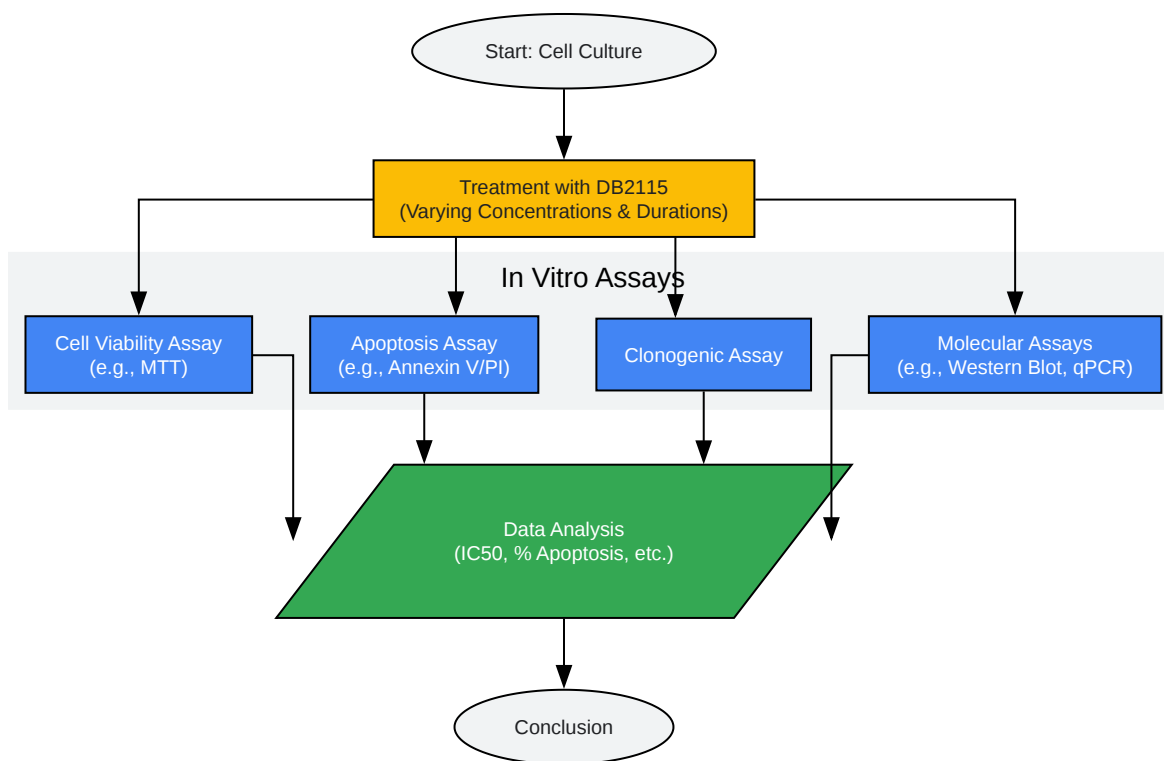 Start: Cell Culture
Treatment with DB2115
(Varying Concentrations & Durations)
In Vitro Assays
Cell Viability Assay
(e.g., MTT)
Apoptosis Assay
(e.g., Annexin V/PI)
Clonogenic Assay
Molecular Assays
(e.g., Western Blot, qPCR)
Data Analysis
(IC50, % Apoptosis, etc.)
Conclusion